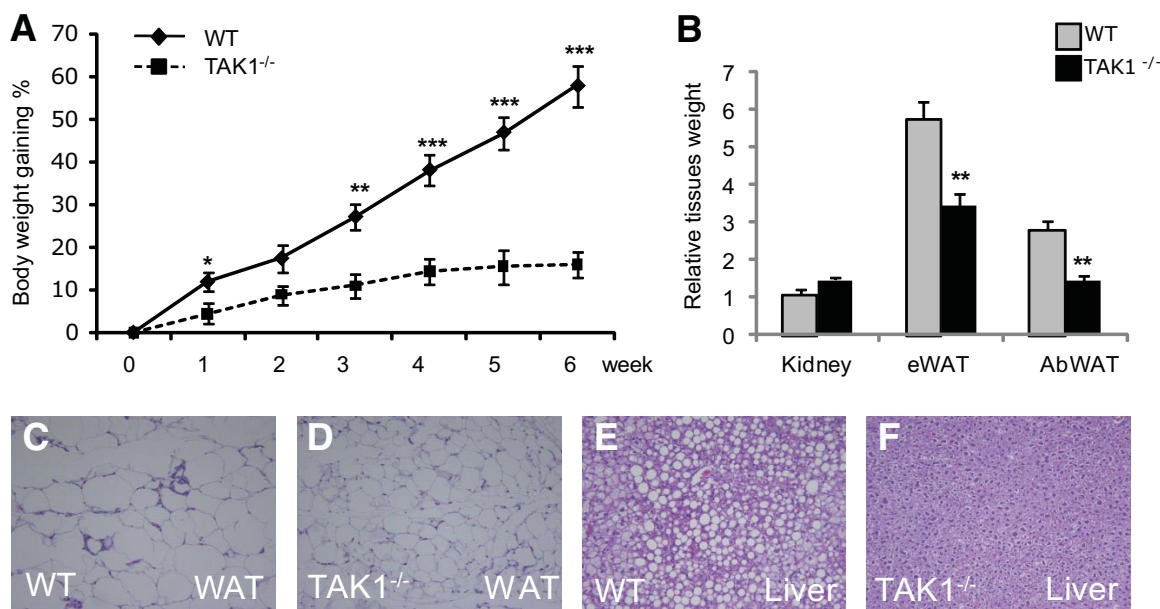 A
WT
TAK1-/-
Body weight gaining %
70
60
50
40
30
20
10
0
*
**
***
***
***
0 1 2 3 4 5 6 week
B
WT
TAK1 -/-
Relative tissues weight
7
6
5
4
3
2
1
0
**
**
Kidney eWAT AbWAT
C
WT WAT
D
TAK1-/- WAT
E
WT Liver
F
TAK1-/- Liver